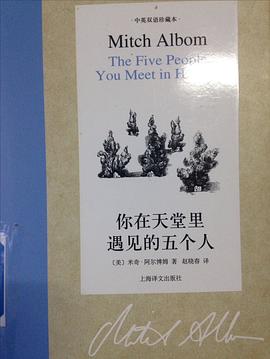 ·中英双语珍藏本·
Mitch Albom
The Five People
You Meet in H
你在天堂里
遇见的五个人
〔美〕米奇·阿尔博姆 著 赵晓春 译
上海译文出版社
Mitch Albom